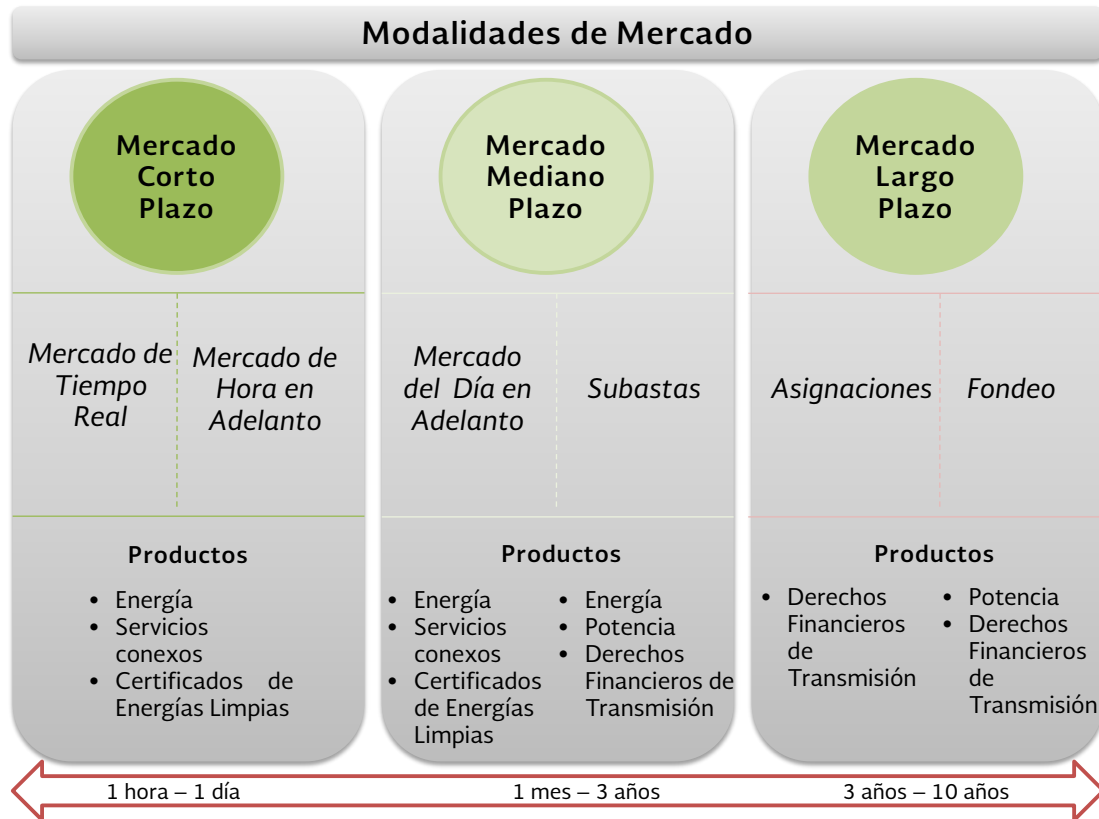 Modalidades de Mercado
Mercado
Corto
Plazo
Mercado de
Tiempo
Real
Mercado de
Hora en
Adelanto
Productos
• Energía
• Servicios
conexos
• Certificados de
Energías Limpias
1 hora – 1 día
Mercado
Mediano
Plazo
Mercado
del Día en
Adelanto
Subastas
Productos
• Energía
• Servicios
conexos
• Certificados
de Energías
Limpias
• Energía
• Potencia
• Derechos
Financieros de
Transmisión
1 mes – 3 años
Mercado
Largo
Plazo
Asignaciones
Fondeo
Productos
• Derechos
Financieros
de
Transmisión
• Potencia
• Derechos
Financieros
de
Transmisión
3 años – 10 años